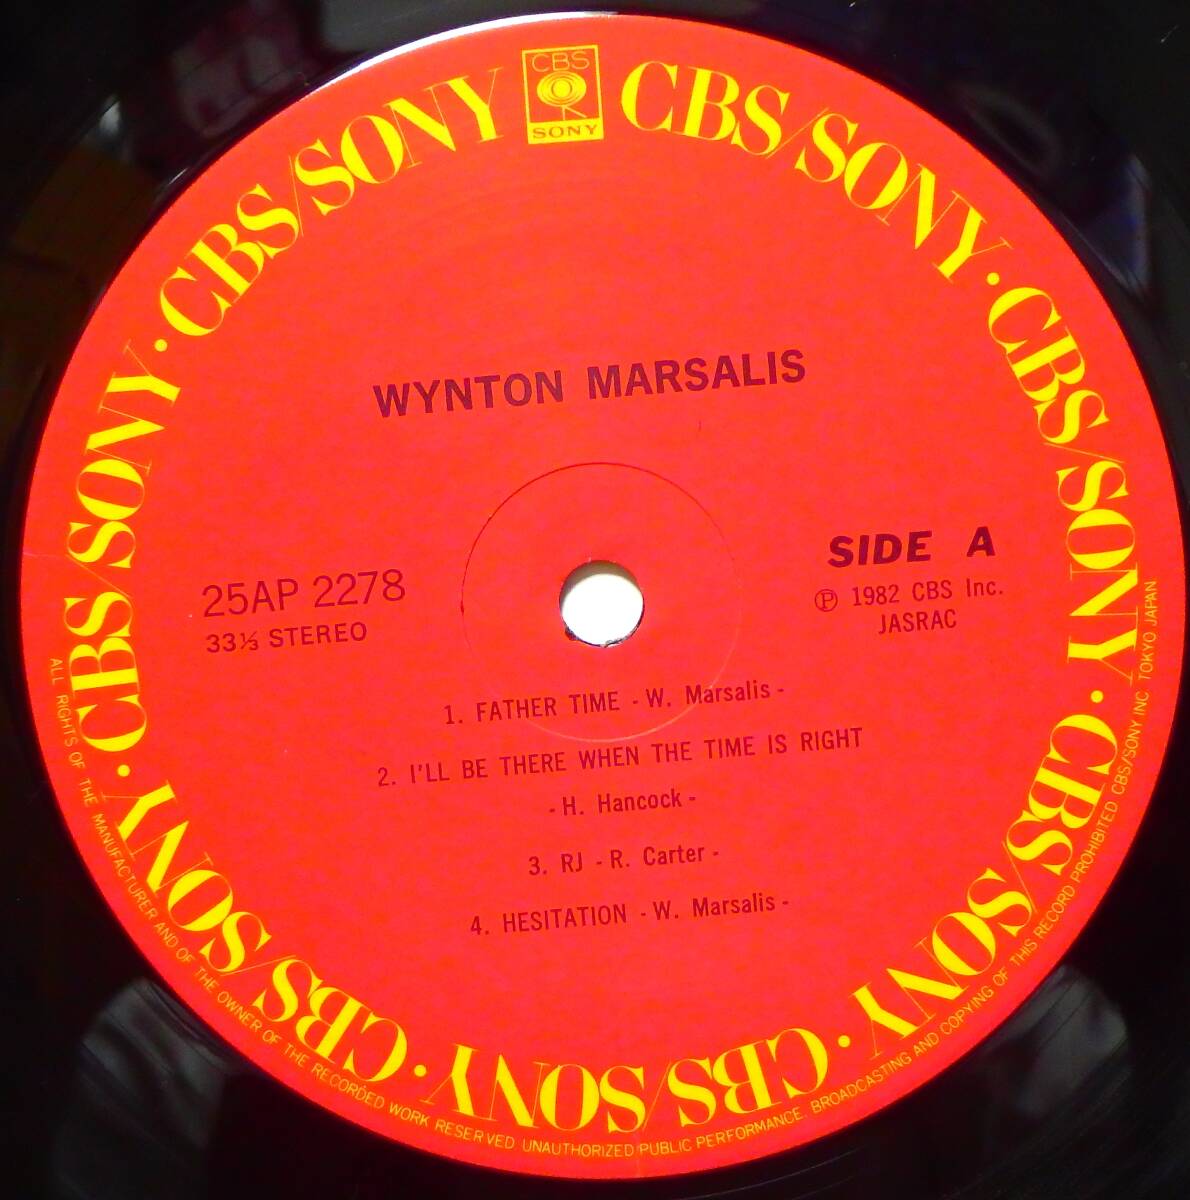 CBS
SONY
CBS/SONY · CBS/SONY · CBS/SONY · CBS/SONY · CBS/SONY · CBS/SONY · CBS/SONY · CBS/SONY
WYNTON MARSALIS
25AP 2278
33⅓ STEREO
SIDE A
Ⓟ 1982 CBS Inc.
JASRAC
1. FATHER TIME - W. Marsalis -
2. I'LL BE THERE WHEN THE TIME IS RIGHT
- H. Hancock -
3. RJ - R. Carter -
4. HESITATION - W. Marsalis -
ALL RIGHTS OF THE MANUFACTURER AND OF THE OWNER OF THE RECORDED WORK RESERVED. UNAUTHORIZED PUBLIC PERFORMANCE. BROADCASTING AND COPYING OF THIS RECORD PROHIBITED CBS/SONY INC TOKYO JAPAN